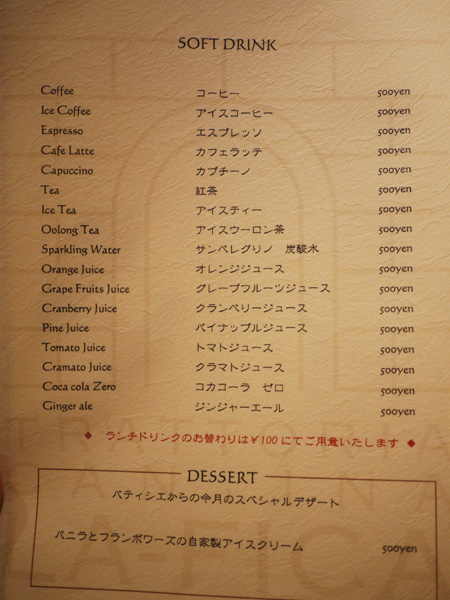 SOFT DRINK
Coffee コーヒー 500yen
Ice Coffee アイスコーヒー 500yen
Espresso エスプレッソ 500yen
Cafe Latte カフェラッテ 500yen
Capuccino カプチーノ 500yen
Tea 紅茶 500yen
Ice Tea アイスティー 500yen
Oolong Tea アイスウーロン茶 500yen
Sparkling Water サンペレグリノ 炭酸水 500yen
Orange Juice オレンジジュース 500yen
Grape Fruits Juice グレープフルーツジュース 500yen
Cranberry Juice クランベリージュース 500yen
Pine Juice パイナップルジュース 500yen
Tomato Juice トマトジュース 500yen
Cramato Juice クラマトジュース 500yen
Coca cola Zero コカコーラ ゼロ 500yen
Ginger ale ジンジャーエール 500yen
◆ ランチドリンクのお替わりは￥100にてご用意いたします ◆
DESSERT
パティシエからの今月のスペシャルデザート
バニラとフランボワーズの自家製アイスクリーム 500yen